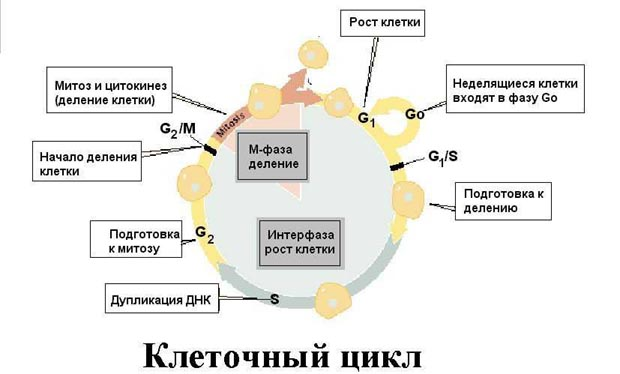 Рост клетки
Митоз и цитокинез
(деление клетки)
Неделящиеся клетки
входят в фазу Go
G1
Go
Mitosis
G2/M
М-фаза
деление
Начало деления
клетки
G1/S
Подготовка к
делению
Подготовка
к митозу
G2
Интерфаза
рост клетки
Дупликация ДНК
S
Клеточный цикл